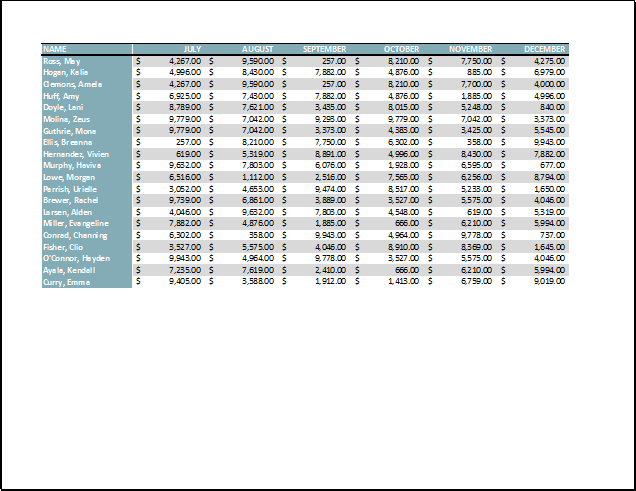 NAME JULY AUGUST SEPTEMBER OCTOBER NOVEMBER DECEMBER
Ross, May $ 4,267.00 $ 9,590.00 $ 257.00 $ 8,210.00 $ 7,750.00 $ 4,275.00
Hogan, Kalia $ 4,996.00 $ 8,430.00 $ 7,882.00 $ 4,876.00 $ 885.00 $ 6,979.00
Clemons, Amela $ 4,267.00 $ 9,590.00 $ 257.00 $ 8,210.00 $ 7,700.00 $ 4,000.00
Huff, Amy $ 6,925.00 $ 7,430.00 $ 7,882.00 $ 4,876.00 $ 1,885.00 $ 4,996.00
Doyle, Lani $ 8,789.00 $ 7,621.00 $ 3,435.00 $ 8,015.00 $ 5,248.00 $ 840.00
Molina, Zeus $ 9,779.00 $ 7,042.00 $ 9,293.00 $ 9,779.00 $ 7,042.00 $ 3,373.00
Guthrie, Mona $ 9,779.00 $ 7,042.00 $ 3,373.00 $ 4,383.00 $ 3,425.00 $ 5,545.00
Ellis, Breanna $ 257.00 $ 8,210.00 $ 7,750.00 $ 6,302.00 $ 358.00 $ 9,943.00
Hernandez, Vivien $ 619.00 $ 5,319.00 $ 8,891.00 $ 4,996.00 $ 8,430.00 $ 7,882.00
Murphy, Haviva $ 9,632.00 $ 7,803.00 $ 6,076.00 $ 1,928.00 $ 6,595.00 $ 677.00
Lowe, Morgan $ 6,516.00 $ 1,112.00 $ 2,516.00 $ 7,565.00 $ 6,256.00 $ 8,794.00
Parrish, Urielle $ 3,052.00 $ 4,653.00 $ 9,474.00 $ 8,517.00 $ 5,233.00 $ 1,650.00
Brewer, Rachel $ 9,739.00 $ 6,861.00 $ 3,889.00 $ 3,527.00 $ 5,575.00 $ 4,046.00
Larsen, Alden $ 4,046.00 $ 9,632.00 $ 7,803.00 $ 4,548.00 $ 619.00 $ 5,319.00
Miller, Evangeline $ 7,882.00 $ 4,876.00 $ 1,885.00 $ 666.00 $ 6,210.00 $ 5,994.00
Conrad, Channing $ 6,302.00 $ 358.00 $ 9,943.00 $ 4,964.00 $ 9,778.00 $ 737.00
Fisher, Clio $ 3,527.00 $ 5,575.00 $ 4,046.00 $ 8,910.00 $ 8,369.00 $ 1,645.00
O'Connor, Hayden $ 9,943.00 $ 4,964.00 $ 9,778.00 $ 3,527.00 $ 5,575.00 $ 4,046.00
Ayala, Kendall $ 7,235.00 $ 7,619.00 $ 2,410.00 $ 666.00 $ 6,210.00 $ 5,994.00
Curry, Emma $ 9,405.00 $ 3,588.00 $ 1,912.00 $ 1,413.00 $ 6,759.00 $ 9,019.00